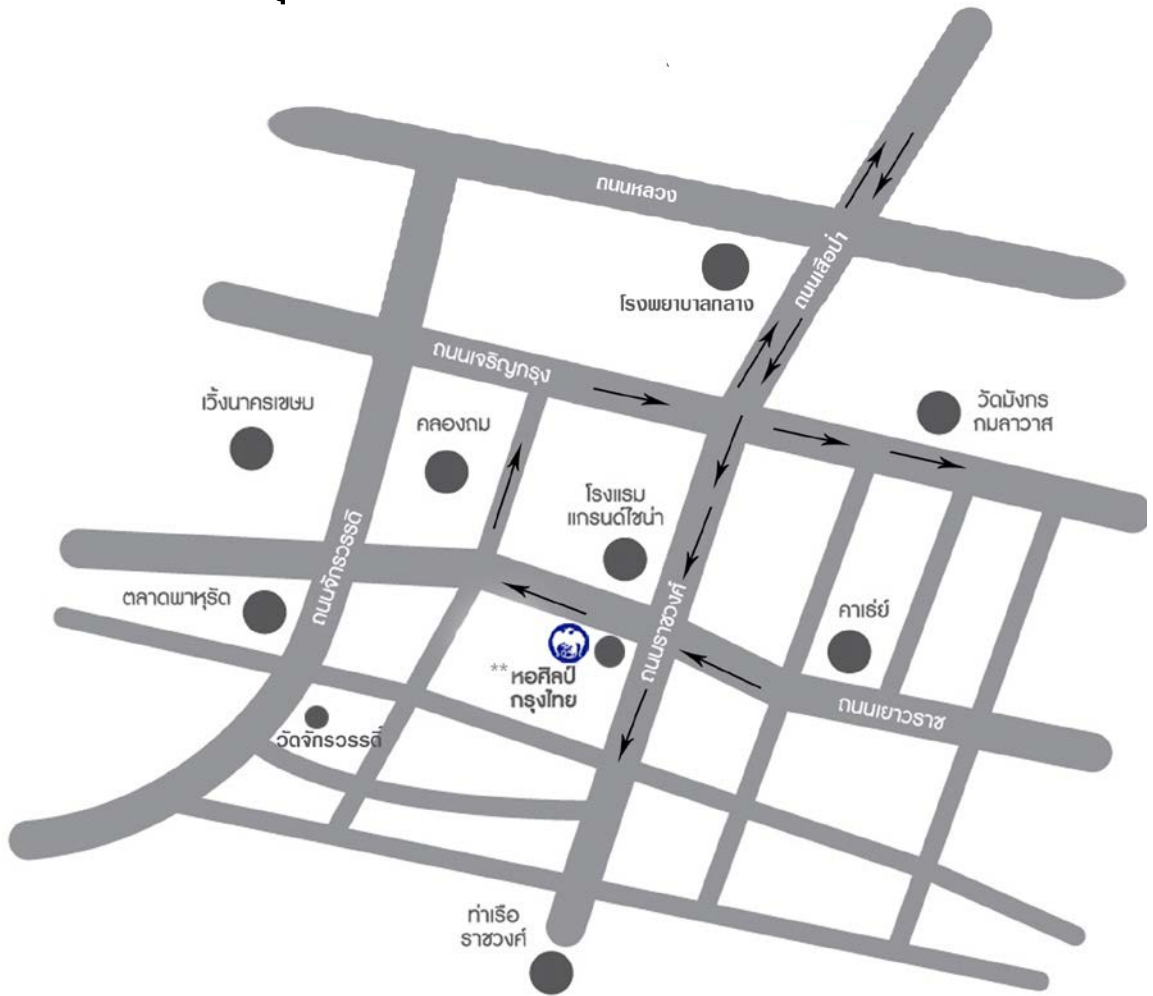 ถนนหลวง
ถนนเสือป่า
โรงพยาบาลกลาง
ถนนเจริญกรุง
เวิ้งนาครเขษม
คลองถม
วัดมังกร
กมลาวาส
โรงแรม
แกรนด์ไชน่า
ถนนจักรวรรดิ
ตลาดพาหุรัด
ถนนราชวงศ์
คาเธ่ย์
** หอศิลป์
กรุงไทย
ถนนเยาวราช
วัดจักรวรรดิ์
ท่าเรือ
ราชวงศ์